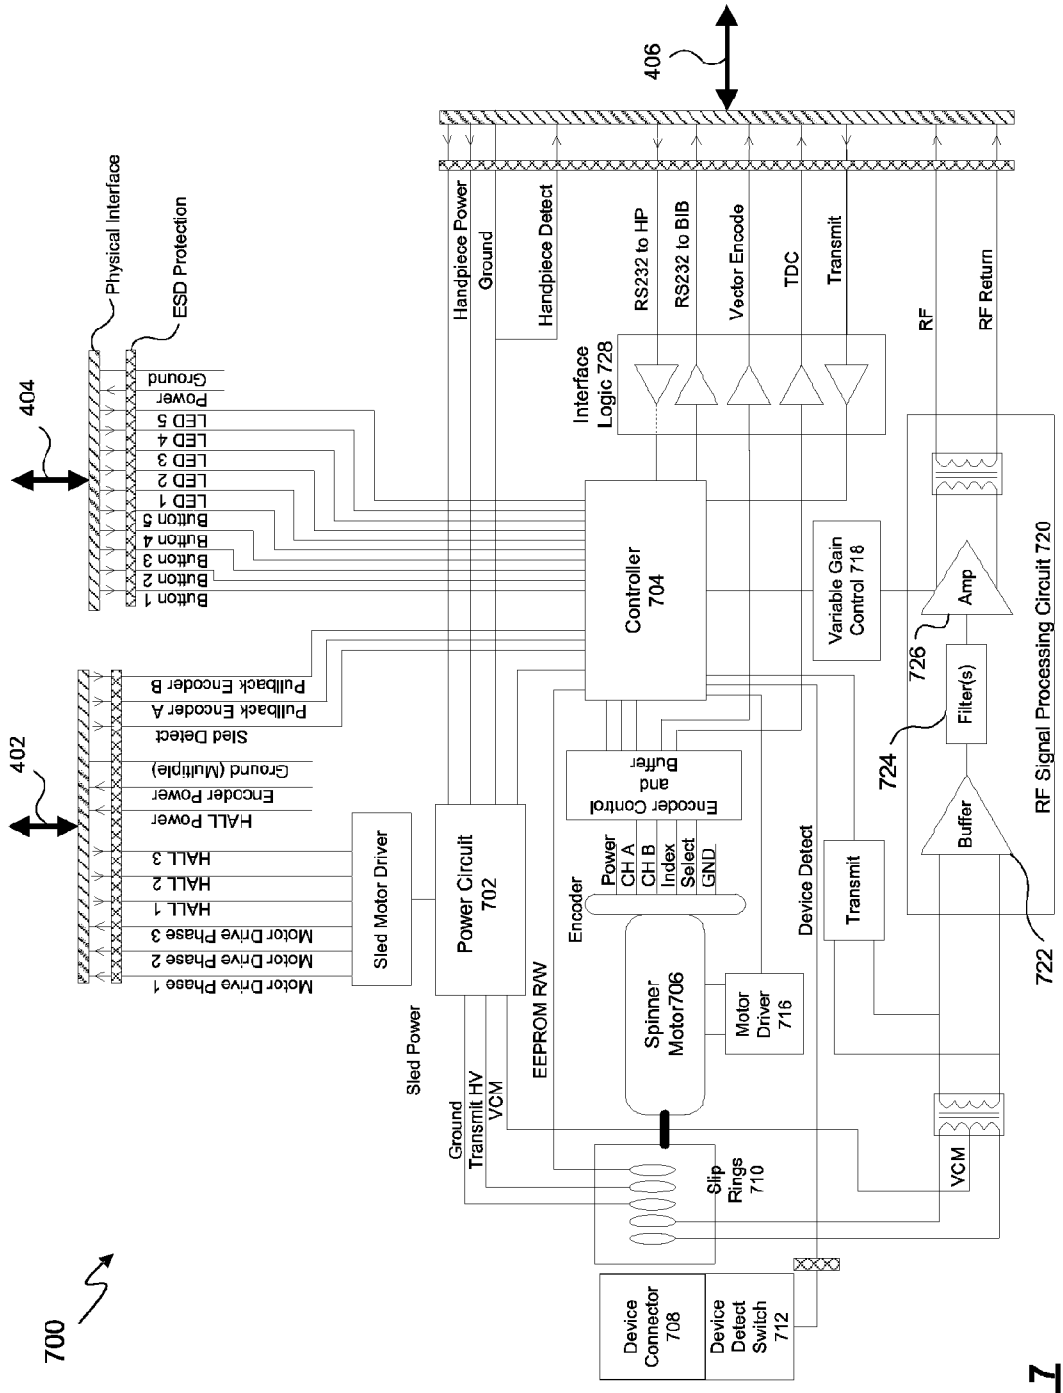 700
402
404
406
Physical Interface
ESD Protection
Motor Drive Phase 1
Motor Drive Phase 2
Motor Drive Phase 3
HALL 1
HALL 2
HALL 3
HALL Power
Encoder Power
Ground (Multiple)
Sled Detect
Pullback Encoder A
Pullback Encoder B
Button 1
Button 2
Button 3
Button 4
Button 5
LED 1
LED 2
LED 3
LED 4
LED 5
Power
Ground
Sled Motor Driver
Sled Power
Power Circuit
702
Handpiece Power
Ground
Handpiece Detect
Ground
Transmit HV
VCM
EEPROM R/W
Controller
704
Interface
Logic 728
RS232 to HP
RS232 to BIB
Vector Encode
TDC
Transmit
Encoder
Power
CH A
CH B
Index
Select
GND
Encoder Control
and
Buffer
Spinner
Motor706
Motor
Driver
716
Slip
Rings
710
Device
Connector
708
Device
Detect
Switch
712
Device Detect
Transmit
Variable Gain
Control 718
VCM
Buffer
722
Filter(s)
724
Amp
726
RF
RF Return
RF Signal Processing Circuit 720
7